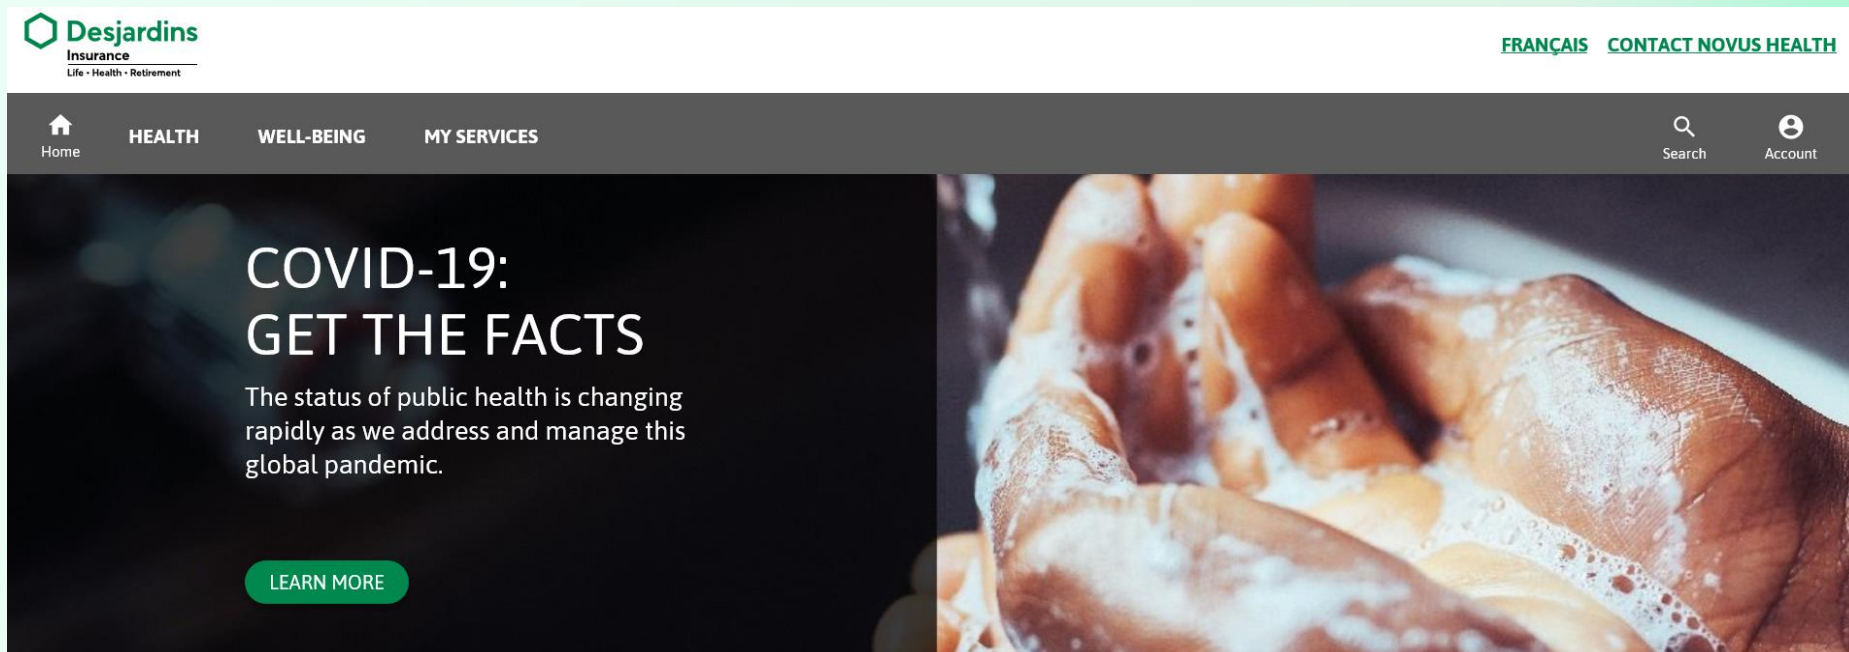 Desjardins
Insurance
Life • Health • Retirement
FRANÇAIS CONTACT NOVUS HEALTH
Home HEALTH WELL-BEING MY SERVICES Search Account
COVID-19:
GET THE FACTS
The status of public health is changing
rapidly as we address and manage this
global pandemic.
LEARN MORE